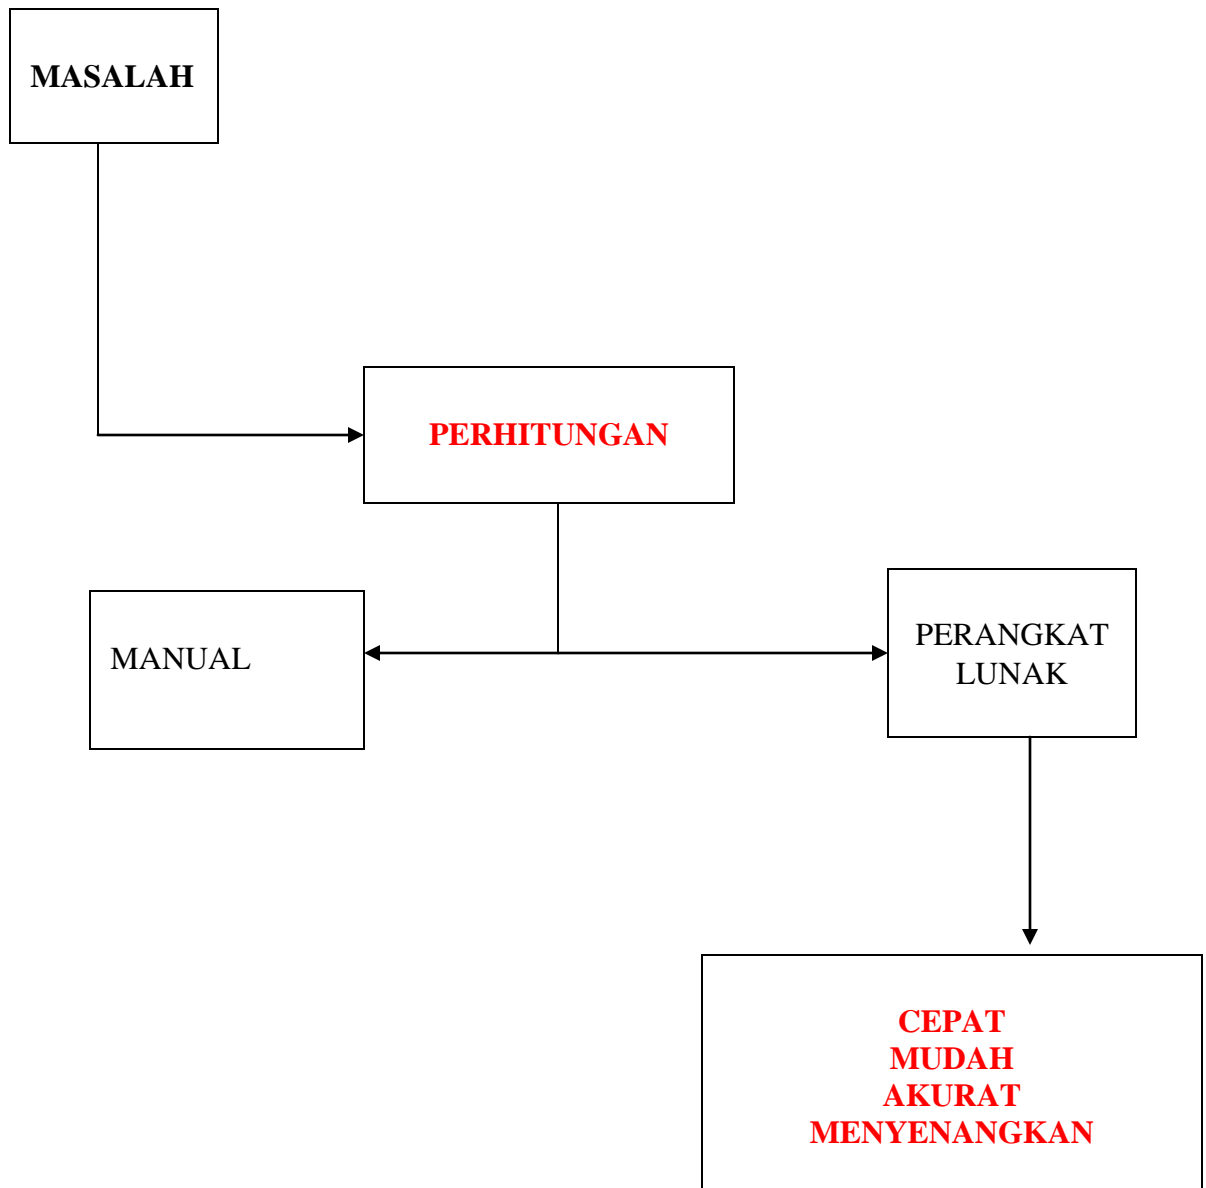 MASALAH
PERHITUNGAN
MANUAL
PERANGKAT
LUNAK
CEPAT
MUDAH
AKURAT
MENYENANGKAN